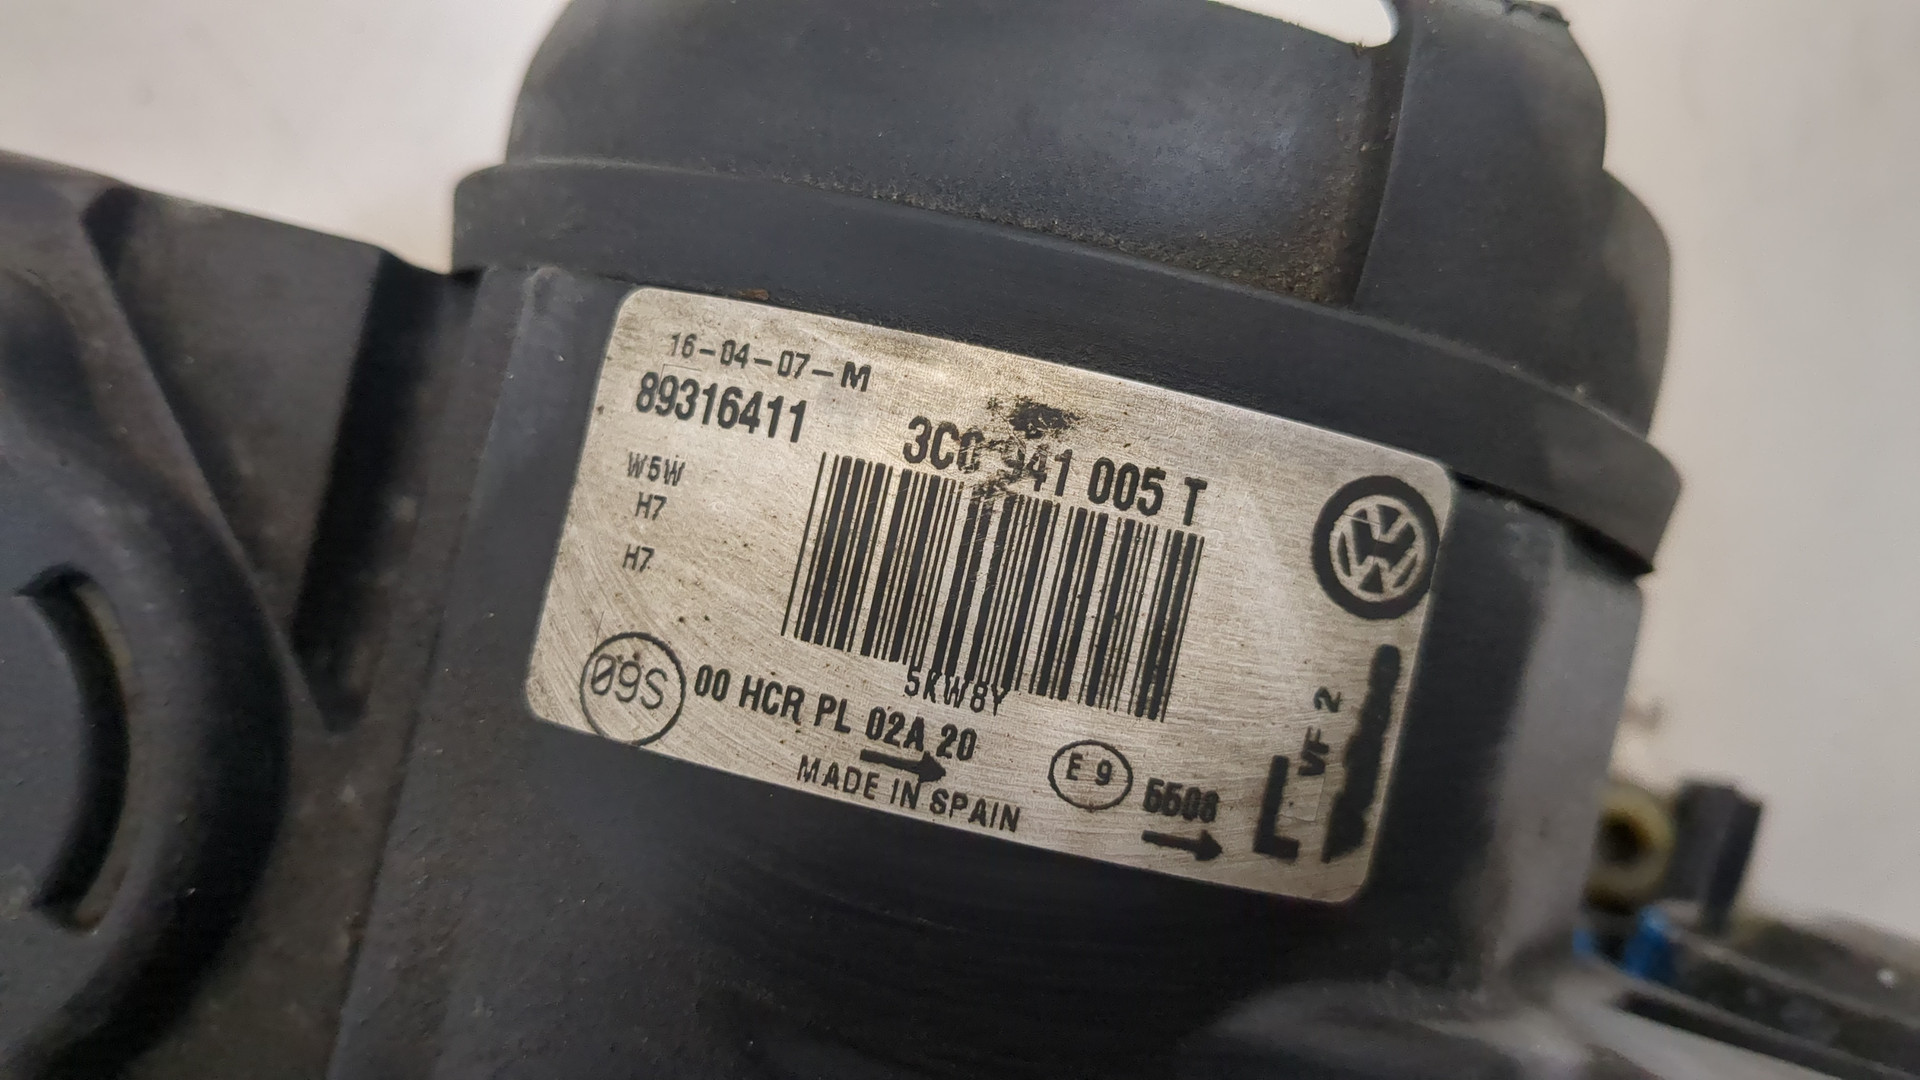 16-04-07-M
89316411
3C0 941 005 T
W5W
H7
H7
5KW8Y
09S
00 HCR PL 02A 20
MADE IN SPAIN
E 9
5508
L
VF 2
VW